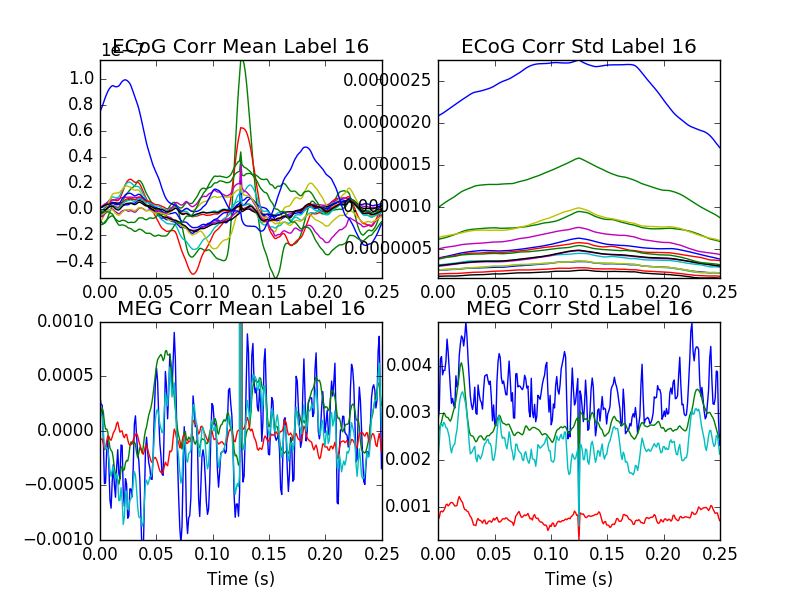 ECoG Corr Mean Label 16
1e−7
1.0
0.8
0.6
0.4
0.2
0.0
−0.2
−0.4
0.00 0.05 0.10 0.15 0.20 0.25
ECoG Corr Std Label 16
0.0000025
0.0000020
0.0000015
0.0000010
0.0000005
0.00 0.05 0.10 0.15 0.20 0.25
MEG Corr Mean Label 16
0.0010
0.0005
0.0000
−0.0005
−0.0010
0.00 0.05 0.10 0.15 0.20 0.25
Time (s)
MEG Corr Std Label 16
0.004
0.003
0.002
0.001
0.00 0.05 0.10 0.15 0.20 0.25
Time (s)